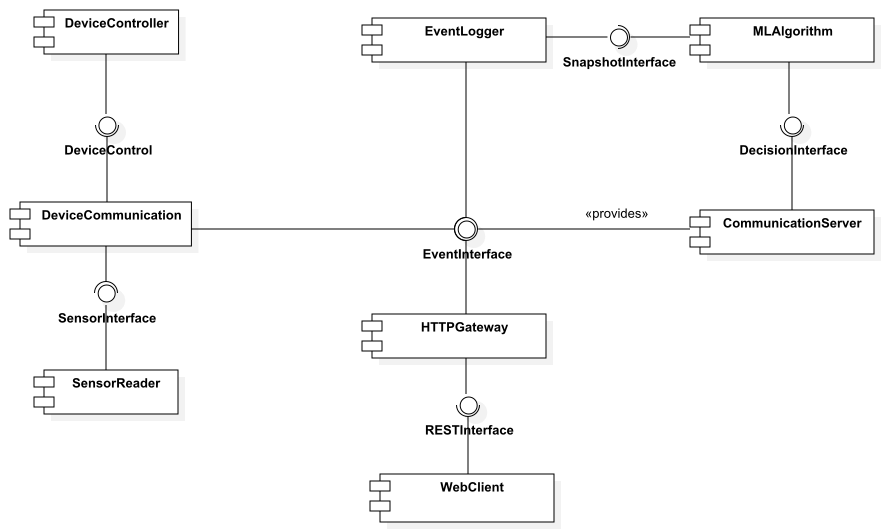 DeviceController
EventLogger
MLAlgorithm
SnapshotInterface
DeviceControl
DecisionInterface
DeviceCommunication
«provides»
CommunicationServer
EventInterface
SensorInterface
HTTPGateway
SensorReader
RESTInterface
WebClient